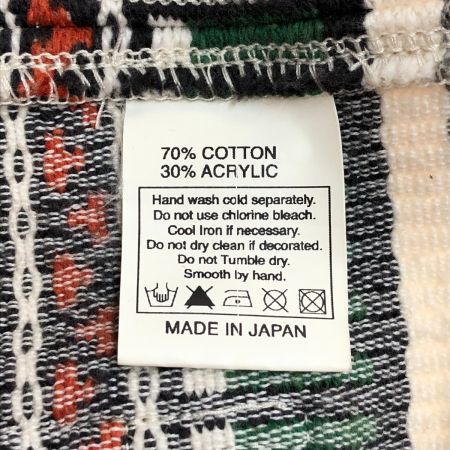 70% COTTON
30% ACRYLIC
Hand wash cold separately.
Do not use chlorine bleach.
Cool Iron if necessary.
Do not dry clean if decorated.
Do not Tumble dry.
Smooth by hand.
MADE IN JAPAN